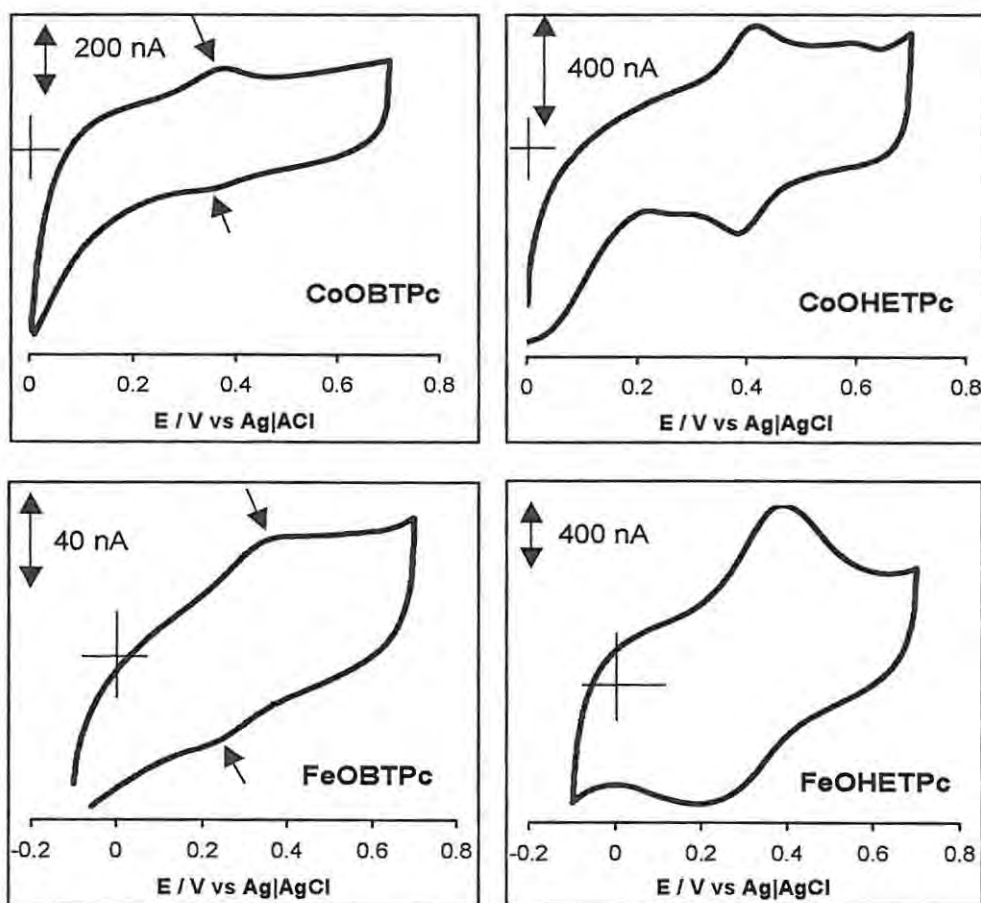 200 nA
CoOBTPc
0 0.2 0.4 0.6 0.8
E / V vs Ag|ACl
400 nA
CoOHETPc
0 0.2 0.4 0.6 0.8
E / V vs Ag|AgCl
40 nA
FeOBTPc
-0.2 0 0.2 0.4 0.6 0.8
E / V vs Ag|AgCl
400 nA
FeOHETPc
-0.2 0 0.2 0.4 0.6 0.8
E / V vs Ag|AgCl